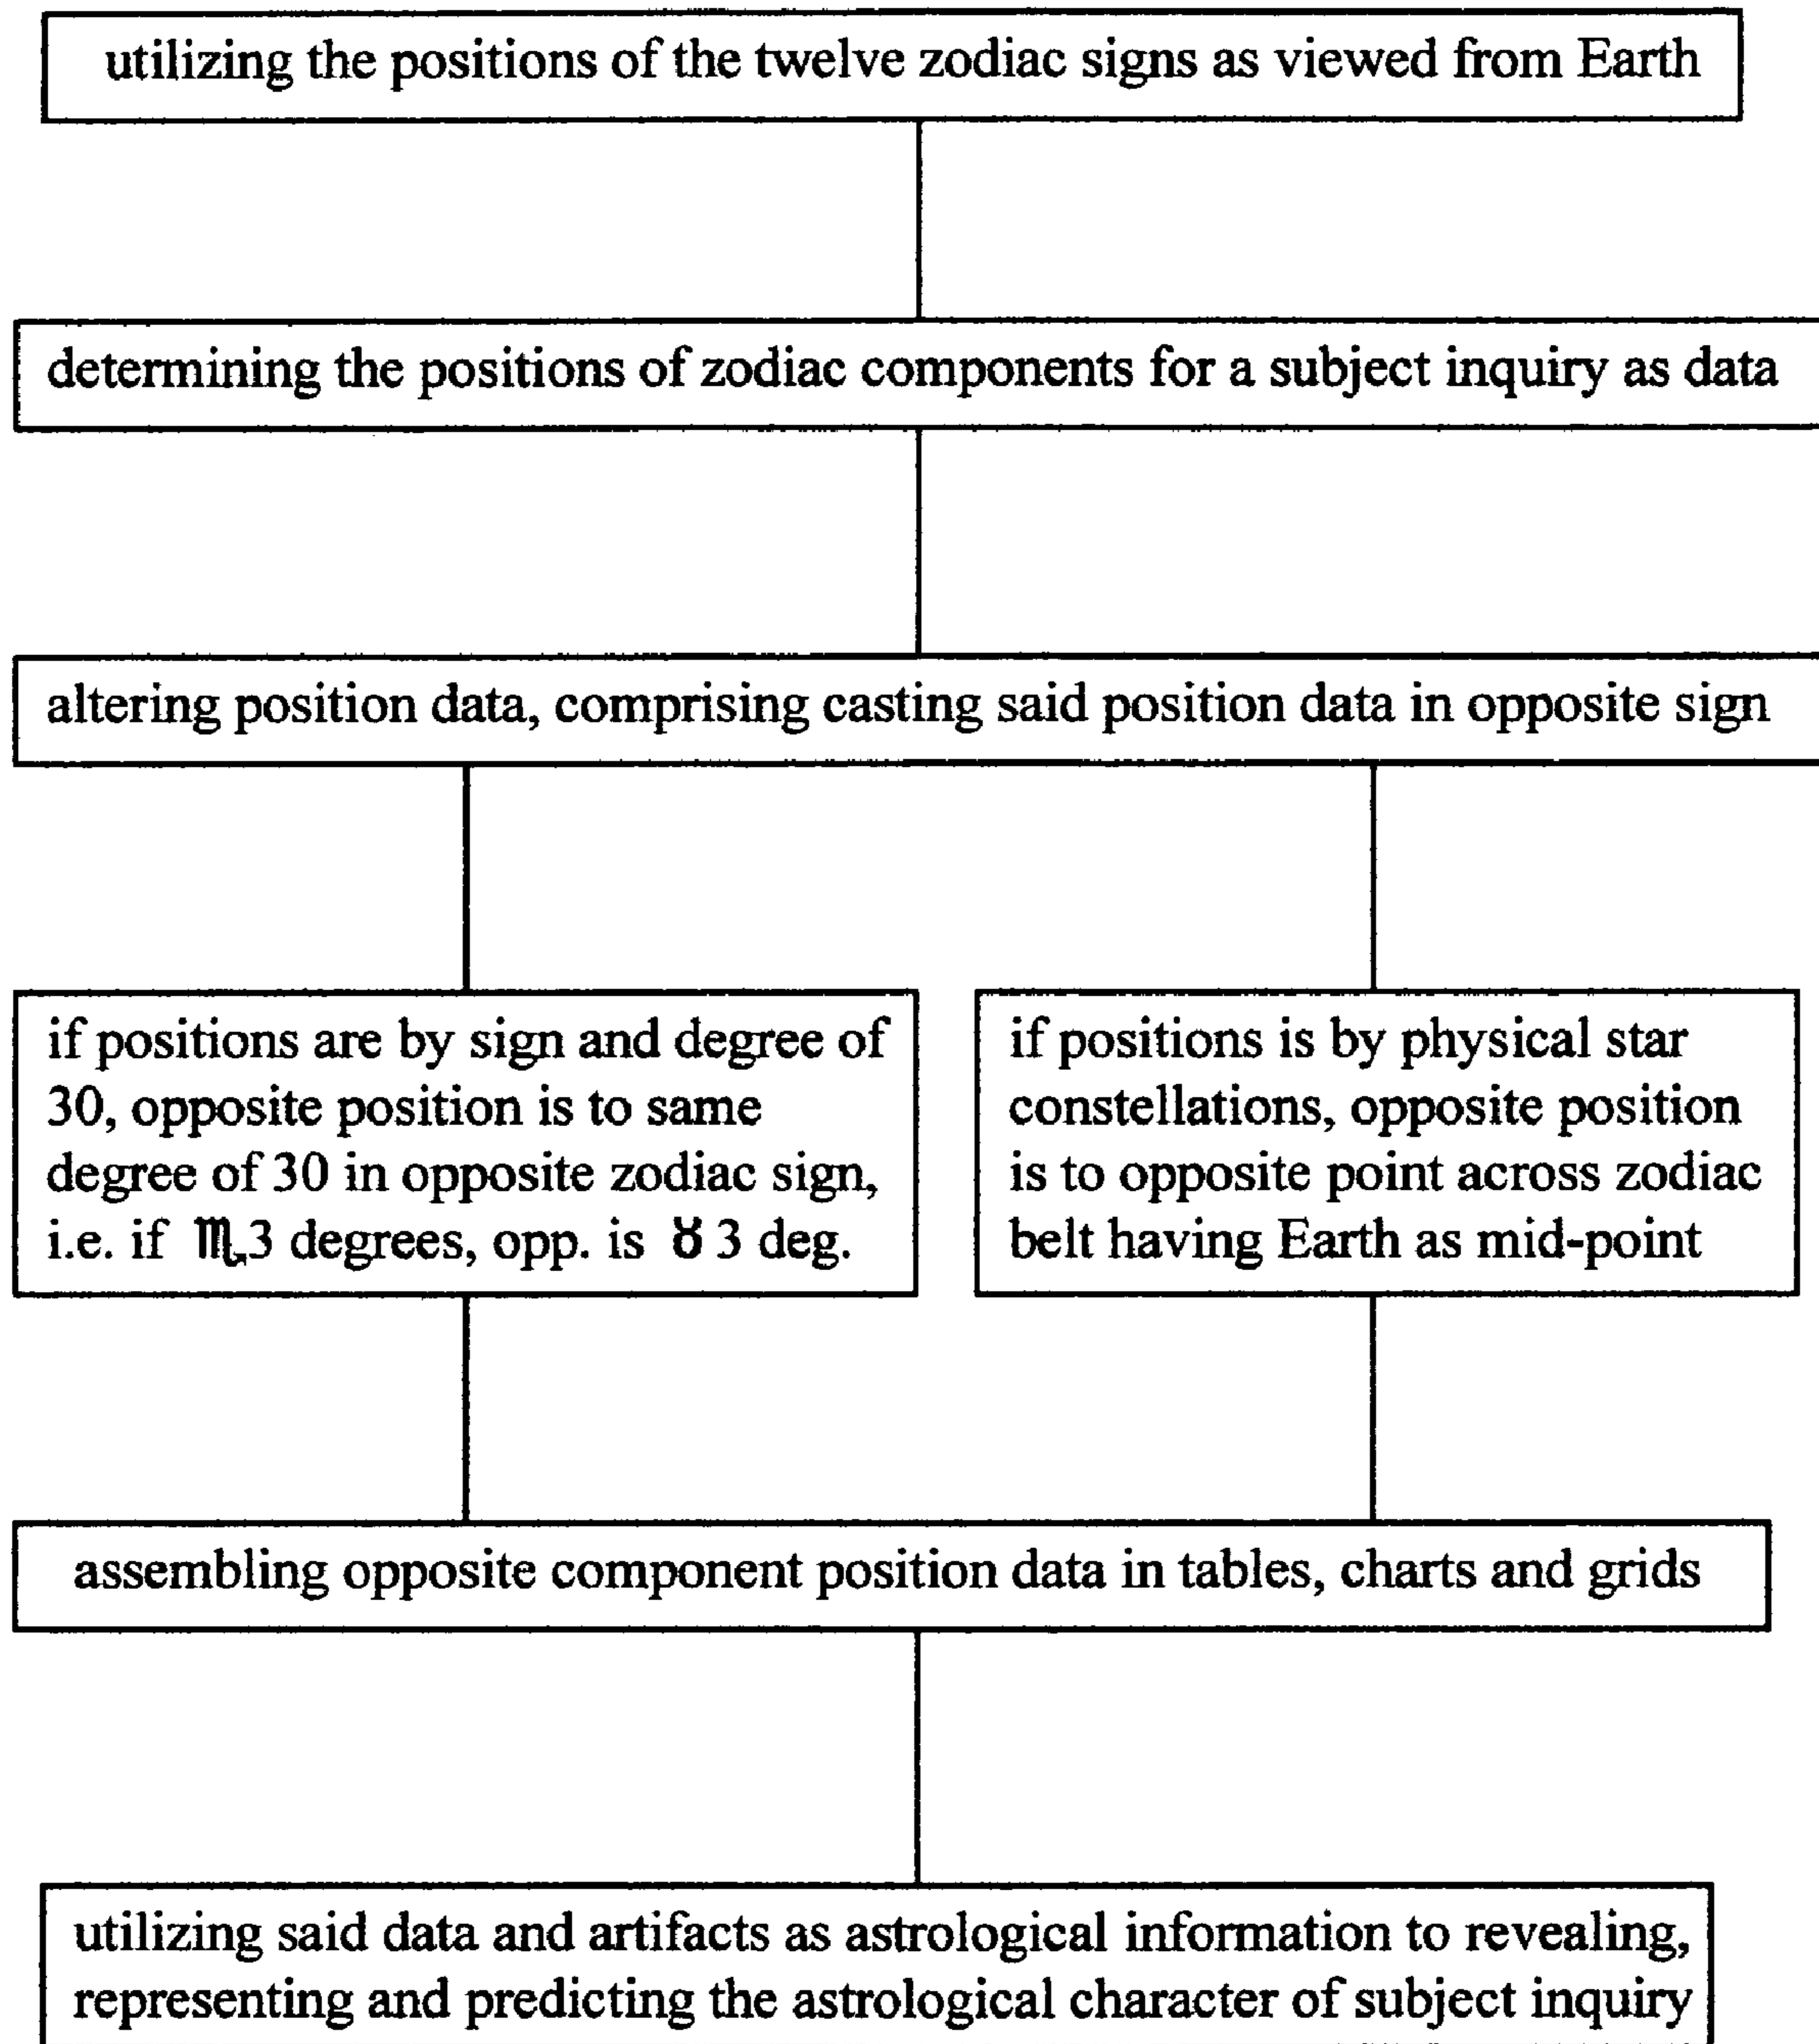 utilizing the positions of the twelve zodiac signs as viewed from Earth
determining the positions of zodiac components for a subject inquiry as data
altering position data, comprising casting said position data in opposite sign
if positions are by sign and degree of
30, opposite position is to same
degree of 30 in opposite zodiac sign,
i.e. if ♏3 degrees, opp. is ♉ 3 deg.
if positions is by physical star
constellations, opposite position
is to opposite point across zodiac
belt having Earth as mid-point
assembling opposite component position data in tables, charts and grids
utilizing said data and artifacts as astrological information to revealing,
representing and predicting the astrological character of subject inquiry